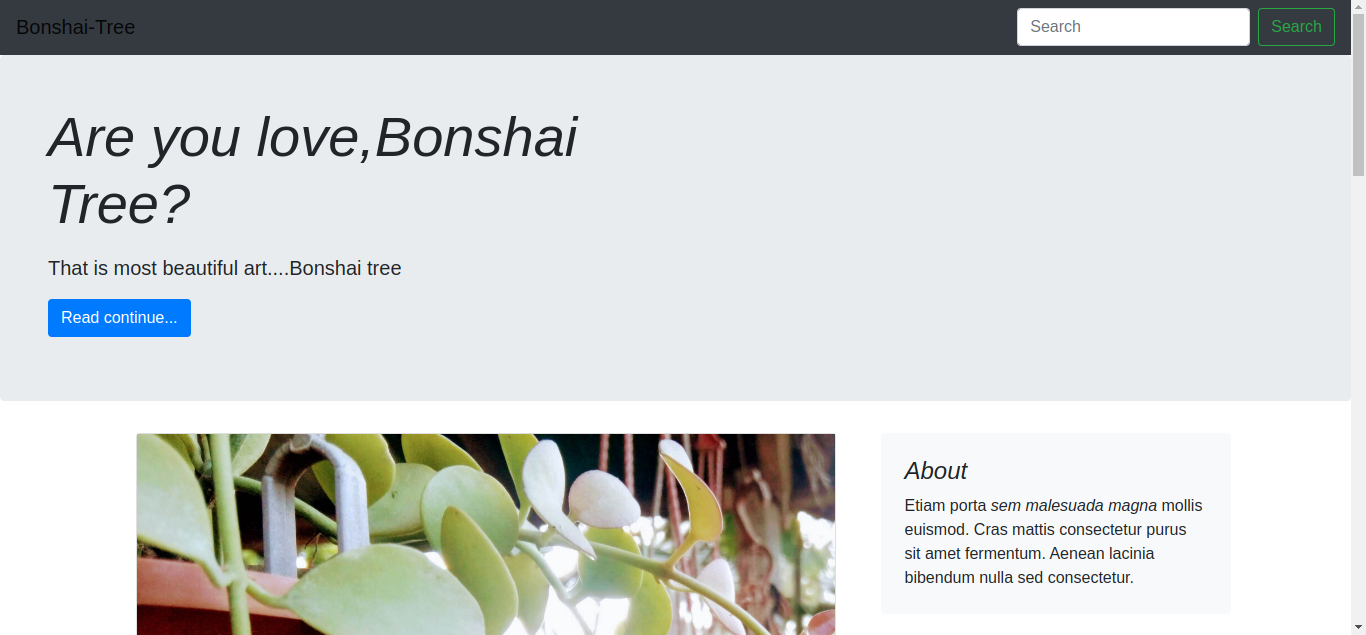 Bonshai-Tree
Search
Search
Are you love,Bonshai
Tree?
That is most beautiful art....Bonshai tree
Read continue...
About
Etiam porta sem malesuada magna mollis
euismod. Cras mattis consectetur purus
sit amet fermentum. Aenean lacinia
bibendum nulla sed consectetur.